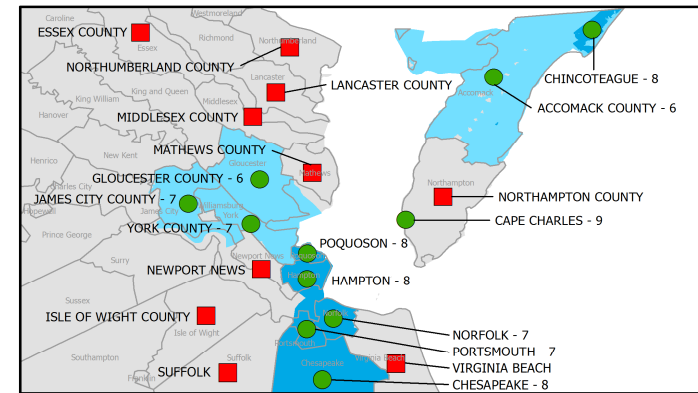 Caroline
Westmoreland
ESSEX COUNTY
Essex
Richmond
Northumberland
NORTHUMBERLAND COUNTY
CHINCOTEAGUE - 8
King and Queen
Lancaster
LANCASTER COUNTY
Accomack
King William
Middlesex
ACCOMACK COUNTY - 6
Hanover
MIDDLESEX COUNTY
MATHEWS COUNTY
New Kent
Henrico
Gloucester
Mathews
GLOUCESTER COUNTY - 6
Charles City
Northampton
JAMES CITY COUNTY - 7
Williamsburg
NORTHAMPTON COUNTY
Hopewell
James City
York
CAPE CHARLES - 9
YORK COUNTY - 7
Prince George
POQUOSON - 8
Surry
Newport News
Poquoson
NEWPORT NEWS
Hampton
HAMPTON - 8
Sussex
ISLE OF WIGHT COUNTY
Norfolk
Isle of Wight
NORFOLK - 7
Portsmouth
PORTSMOUTH 7
Southampton
Suffolk
Chesapeake
Virginia Beach
VIRGINIA BEACH
SUFFOLK
Franklin
CHESAPEAKE - 8